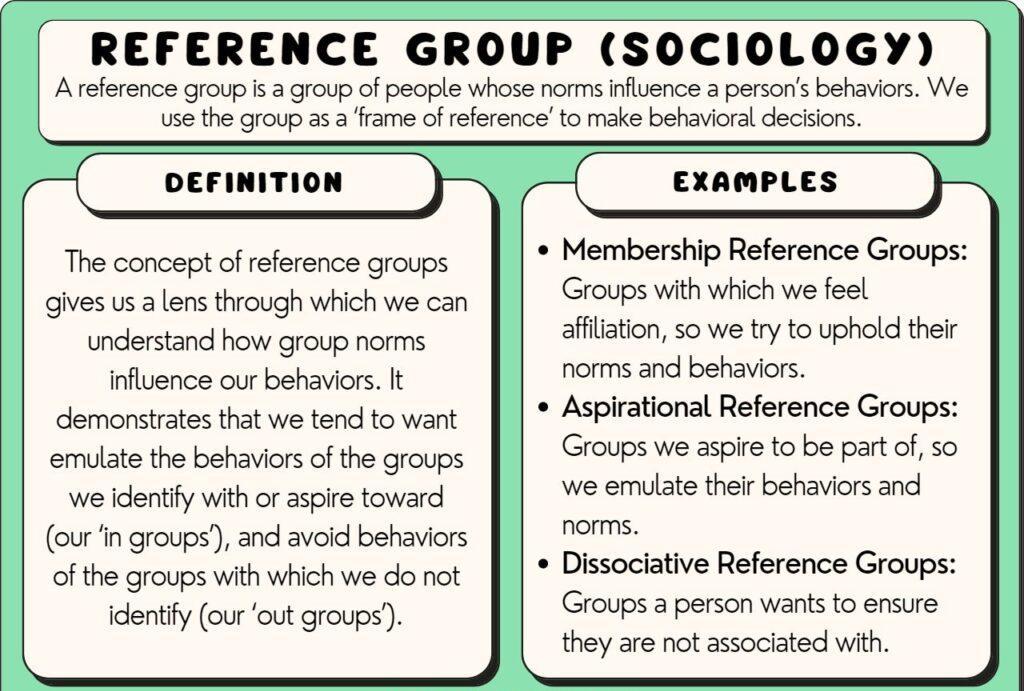 REFERENCE GROUP (SOCIOLOGY)
A reference group is a group of people whose norms influence a person's behaviors. We
use the group as a 'frame of reference' to make behavioral decisions.
DEFINITION
The concept of reference groups
gives us a lens through which we can
understand how group norms
influence our behaviors. It
demonstrates that we tend to want
emulate the behaviors of the groups
we identify with or aspire toward
(our 'in groups'), and avoid behaviors
of the groups with which we do not
identify (our 'out groups').
EXAMPLES
• Membership Reference Groups:
Groups with which we feel
affiliation, so we try to uphold their
norms and behaviors.
• Aspirational Reference Groups:
Groups we aspire to be part of, so
we emulate their behaviors and
norms.
• Dissociative Reference Groups:
Groups a person wants to ensure
they are not associated with.